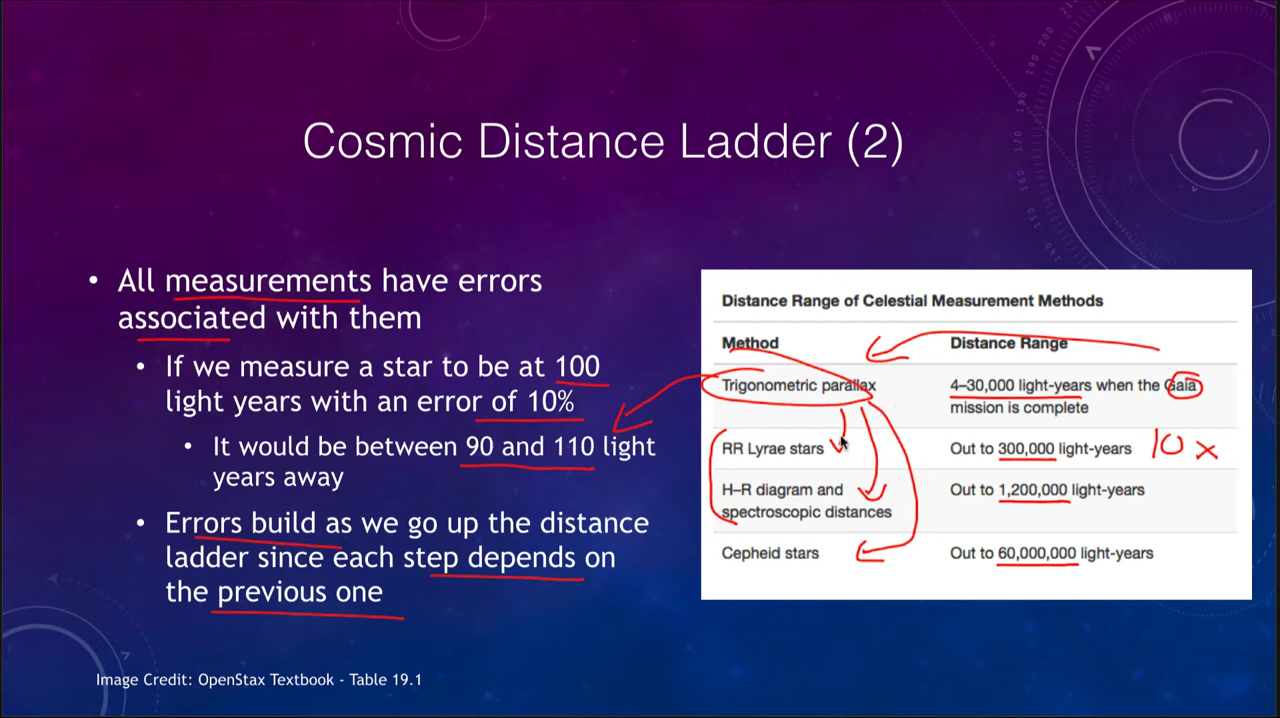 Cosmic Distance Ladder (2)
• All measurements have errors
associated with them
• If we measure a star to be at 100
light years with an error of 10%
• It would be between 90 and 110 light
years away
• Errors build as we go up the distance
ladder since each step depends on
the previous one
Distance Range of Celestial Measurement Methods
Method Distance Range
Trigonometric parallax 4–30,000 light-years when the Gaia
mission is complete
RR Lyrae stars Out to 300,000 light-years 10 x
H–R diagram and Out to 1,200,000 light-years
spectroscopic distances
Cepheid stars Out to 60,000,000 light-years
Image Credit: OpenStax Textbook - Table 19.1